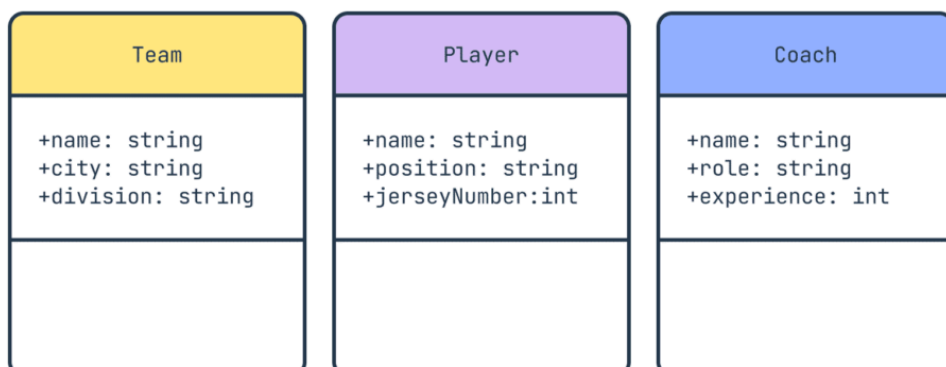 Team
+name: string
+city: string
+division: string
Player
+name: string
+position: string
+jerseyNumber:int
Coach
+name: string
+role: string
+experience: int